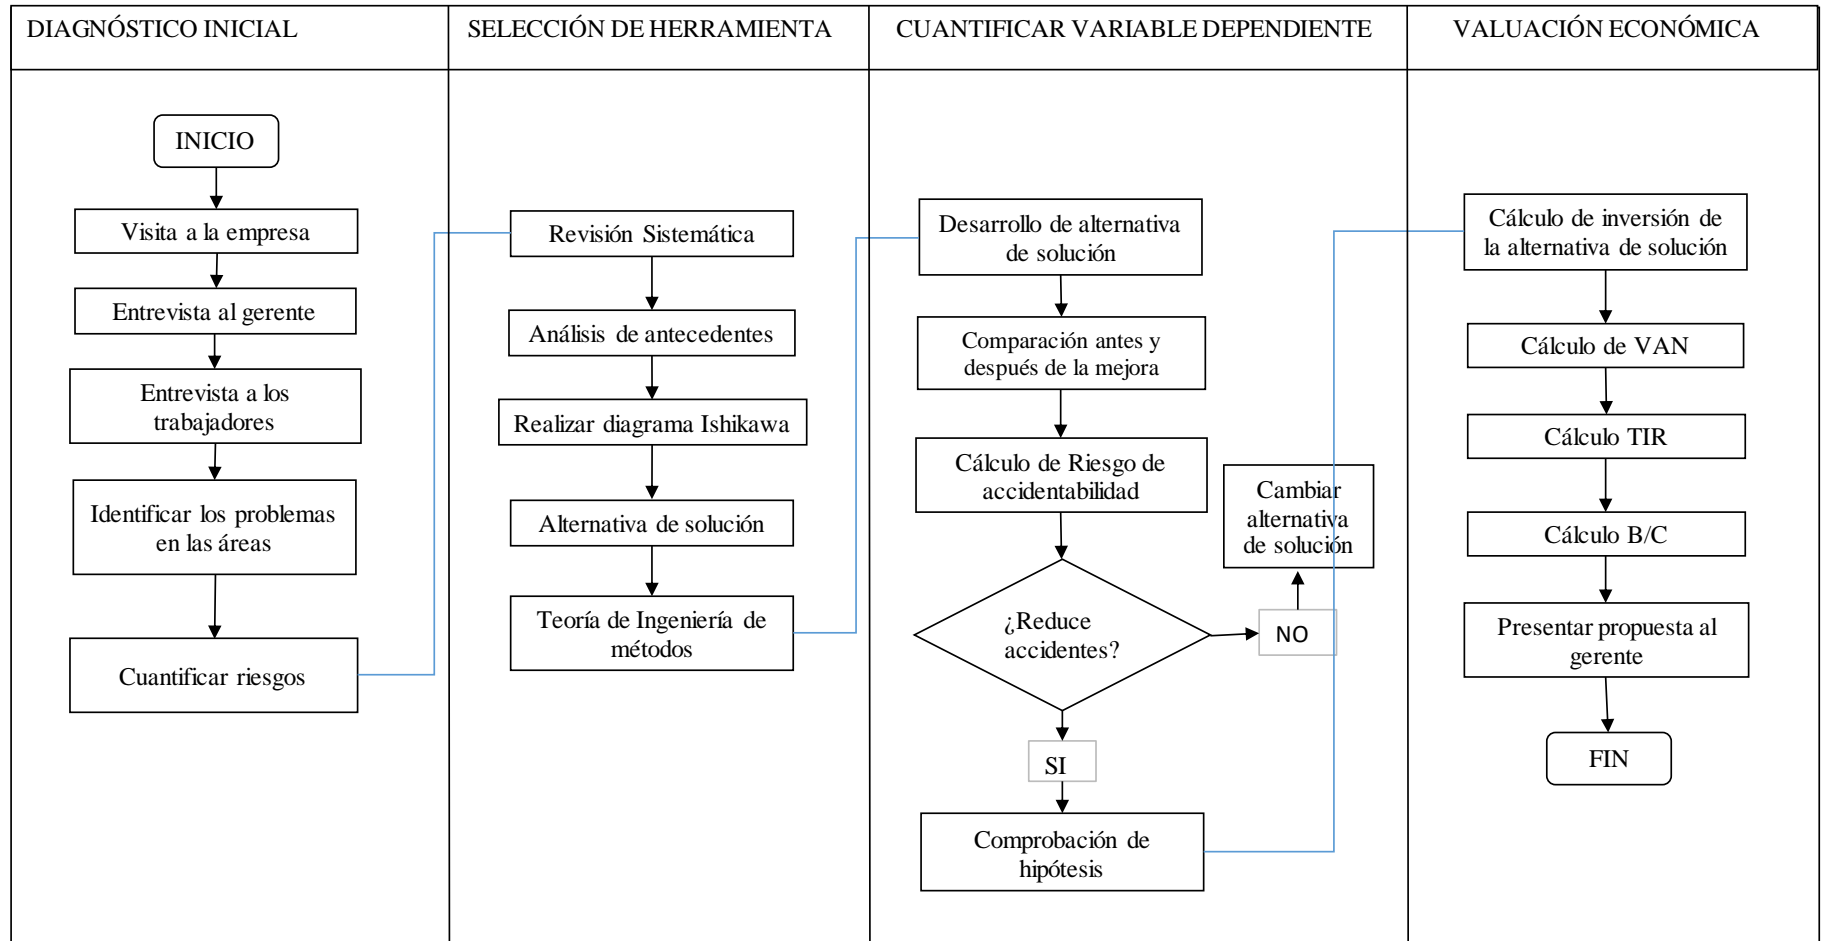 DIAGNÓSTICO INICIAL
SELECCIÓN DE HERRAMIENTA
CUANTIFICAR VARIABLE DEPENDIENTE
VALUACIÓN ECONÓMICA
INICIO
Visita a la empresa
Entrevista al gerente
Entrevista a los
trabajadores
Identificar los problemas
en las áreas
Cuantificar riesgos
Revisión Sistemática
Análisis de antecedentes
Realizar diagrama Ishikawa
Alternativa de solución
Teoría de Ingeniería de
métodos
Desarrollo de alternativa
de solución
Comparación antes y
después de la mejora
Cálculo de Riesgo de
accidentabilidad
¿Reduce
accidentes?
NO
Cambiar
alternativa
de solución
SI
Comprobación de
hipótesis
Cálculo de inversión de
la alternativa de solución
Cálculo de VAN
Cálculo TIR
Cálculo B/C
Presentar propuesta al
gerente
FIN